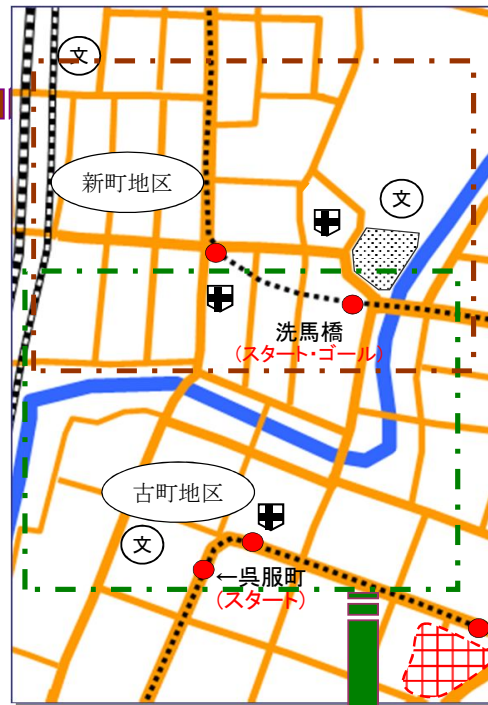 文
新町地区
文
洗馬橋
(スタート・ゴール)
古町地区
文
←呉服町
(スタート)